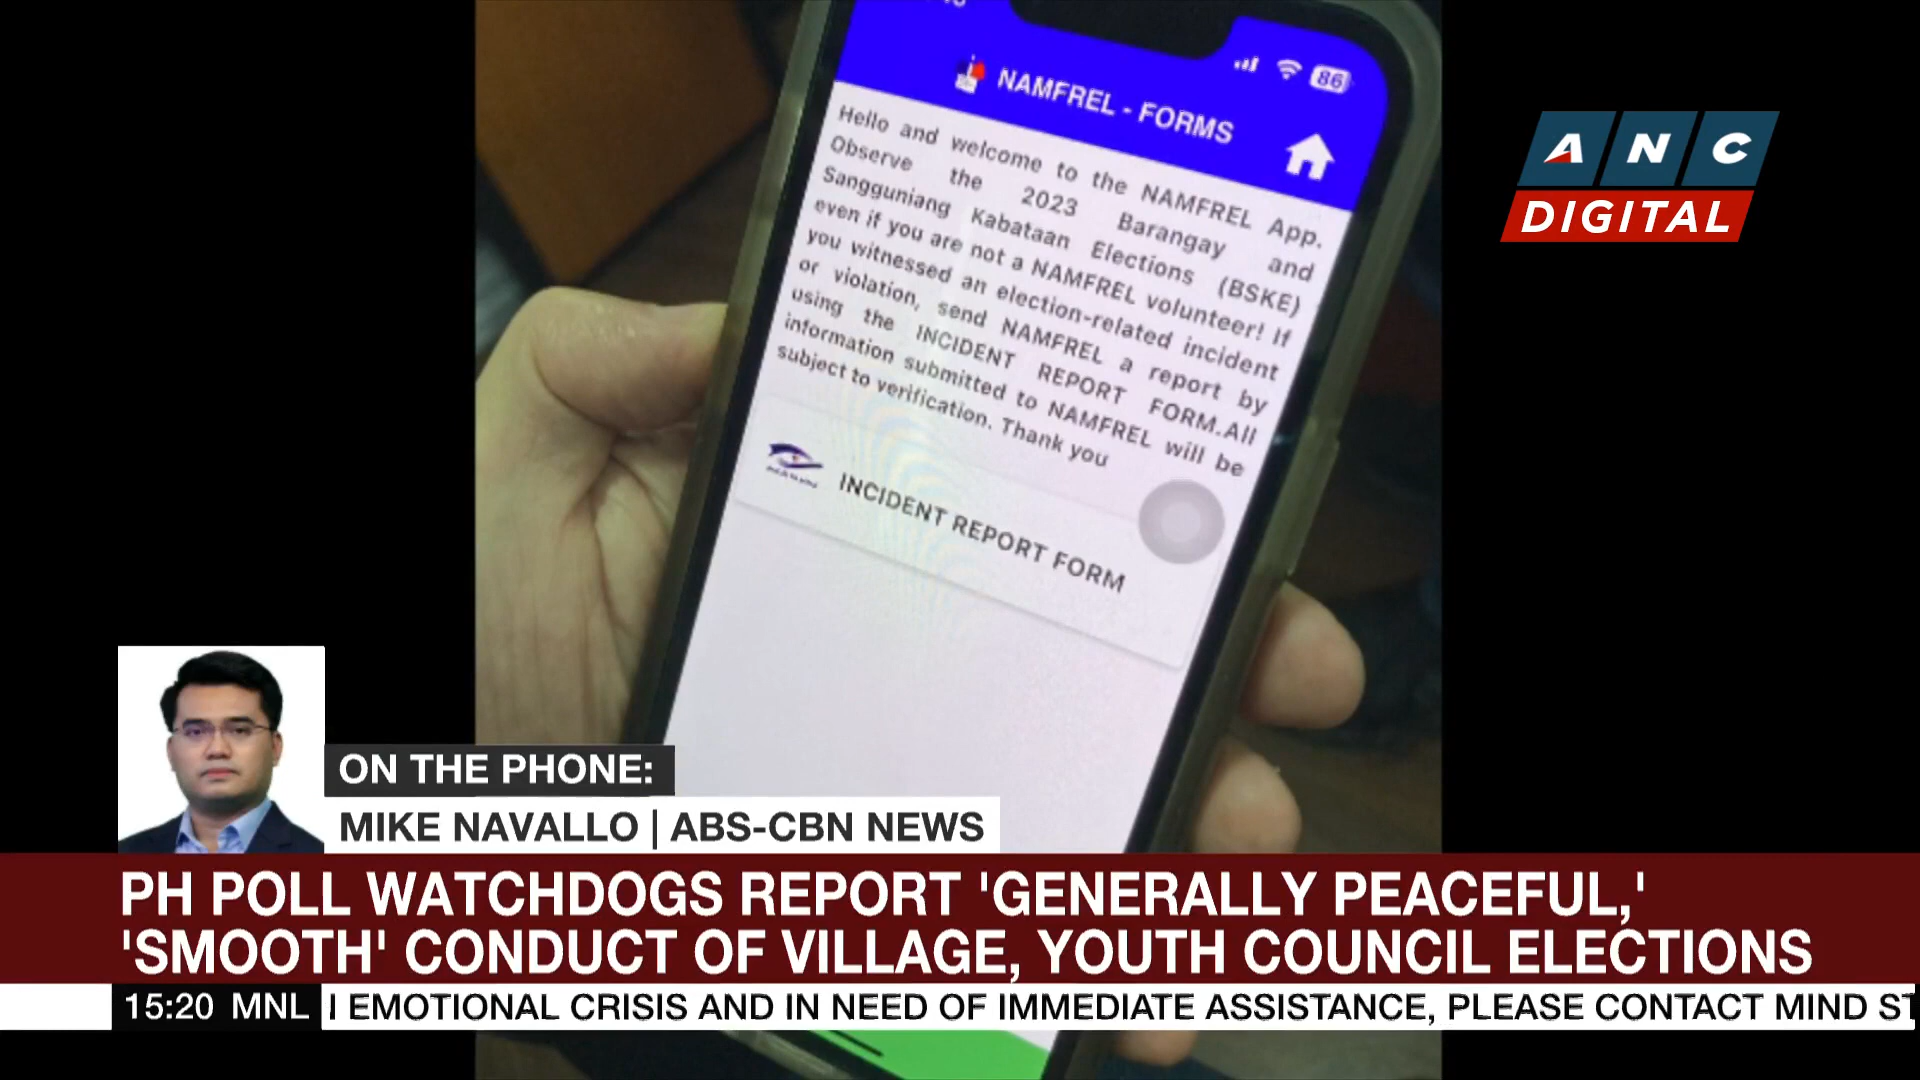 86
NAMFREL - FORMS
Hello and welcome to the NAMFREL App.
Observe the 2023 Barangay and
Sangguniang Kabataan Elections (BSKE)
even if you are not a NAMFREL volunteer! If
you witnessed an election-related incident
or violation, send NAMFREL a report by
using the INCIDENT REPORT FORM.All
information submitted to NAMFREL will be
subject to verification. Thank you
INCIDENT REPORT FORM
ANC
DIGITAL
ON THE PHONE:
MIKE NAVALLO | ABS-CBN NEWS
PH POLL WATCHDOGS REPORT 'GENERALLY PEACEFUL,'
'SMOOTH' CONDUCT OF VILLAGE, YOUTH COUNCIL ELECTIONS
15:20 MNL EMOTIONAL CRISIS AND IN NEED OF IMMEDIATE ASSISTANCE, PLEASE CONTACT MIND